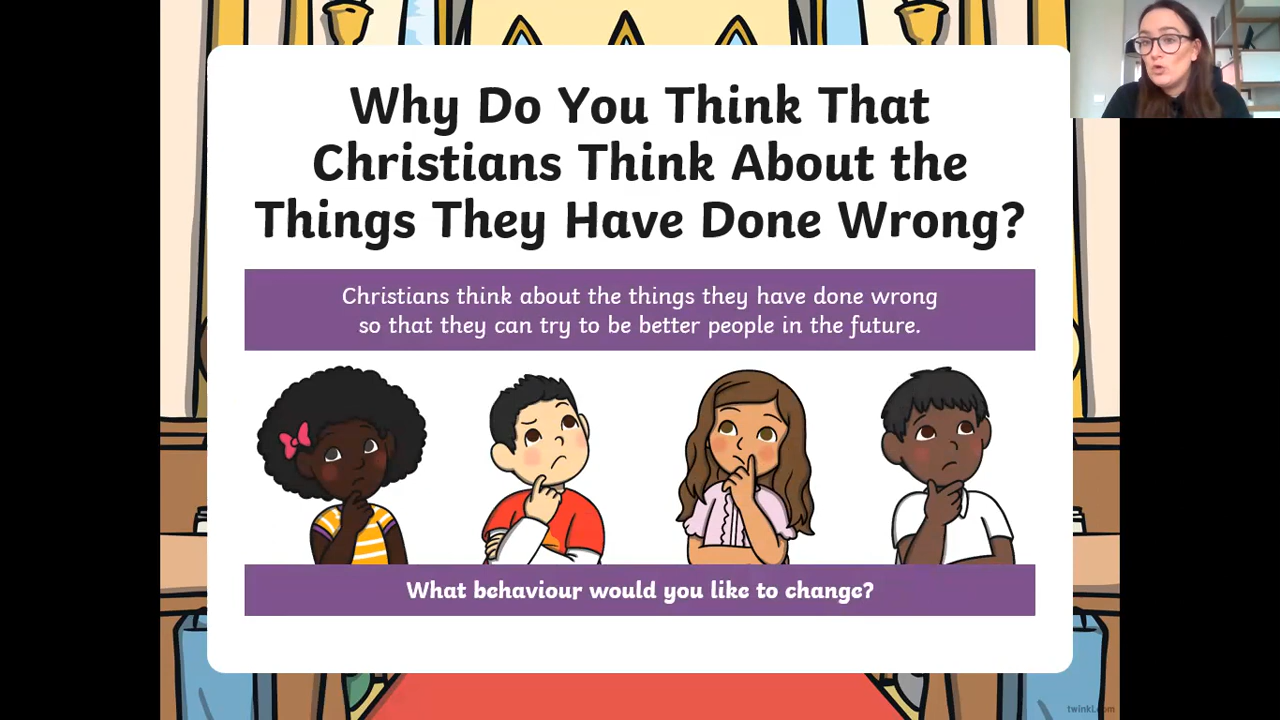 Why Do You Think That
Christians Think About the
Things They Have Done Wrong?
Christians think about the things they have done wrong
so that they can try to be better people in the future.
What behaviour would you like to change?
twinkl.com